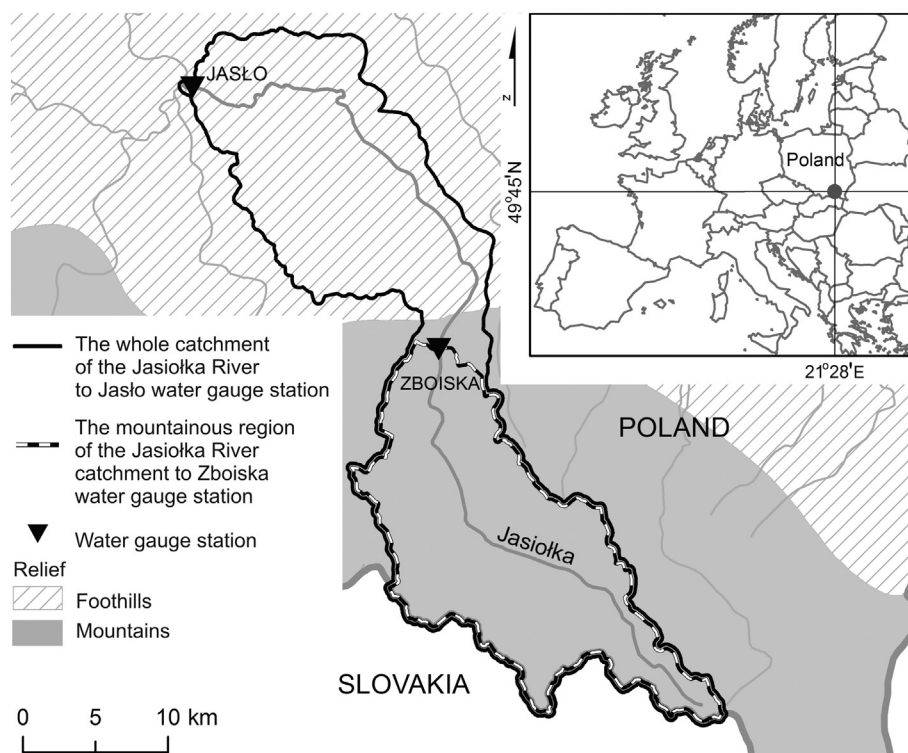 JASŁO
z
Poland
49°45'N
21°28'E
The whole catchment
of the Jasiołka River
to Jasło water gauge station
The mountainous region
of the Jasiołka River
catchment to Zboiska
water gauge station
Water gauge station
Relief
Foothills
Mountains
0 5 10 km
ZBOISKA
POLAND
Jasiołka
SLOVAKIA